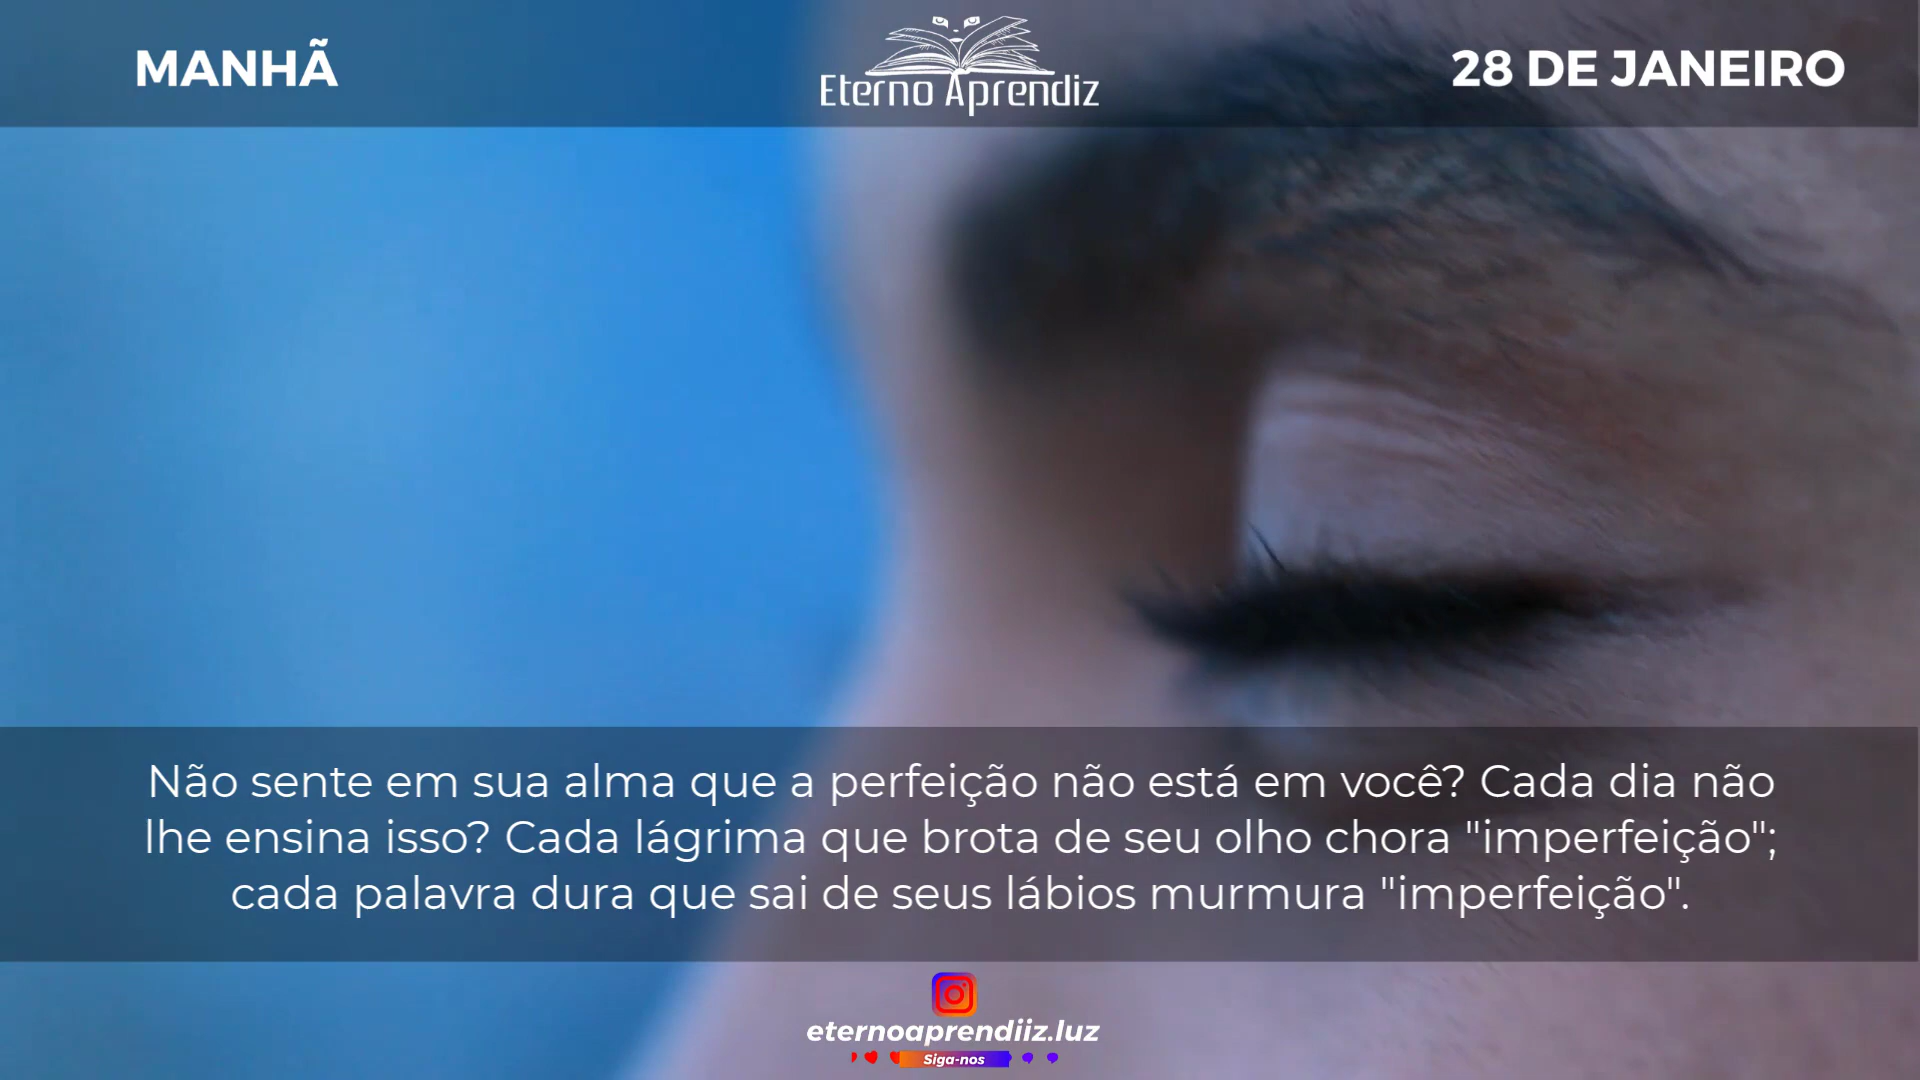 MANHÃ
Eterno Aprendiz
28 DE JANEIRO
Não sente em sua alma que a perfeição não está em você? Cada dia não
lhe ensina isso? Cada lágrima que brota de seu olho chora "imperfeição";
cada palavra dura que sai de seus lábios murmura "imperfeição".
eternoaprendiiz.luz
Siga-nos